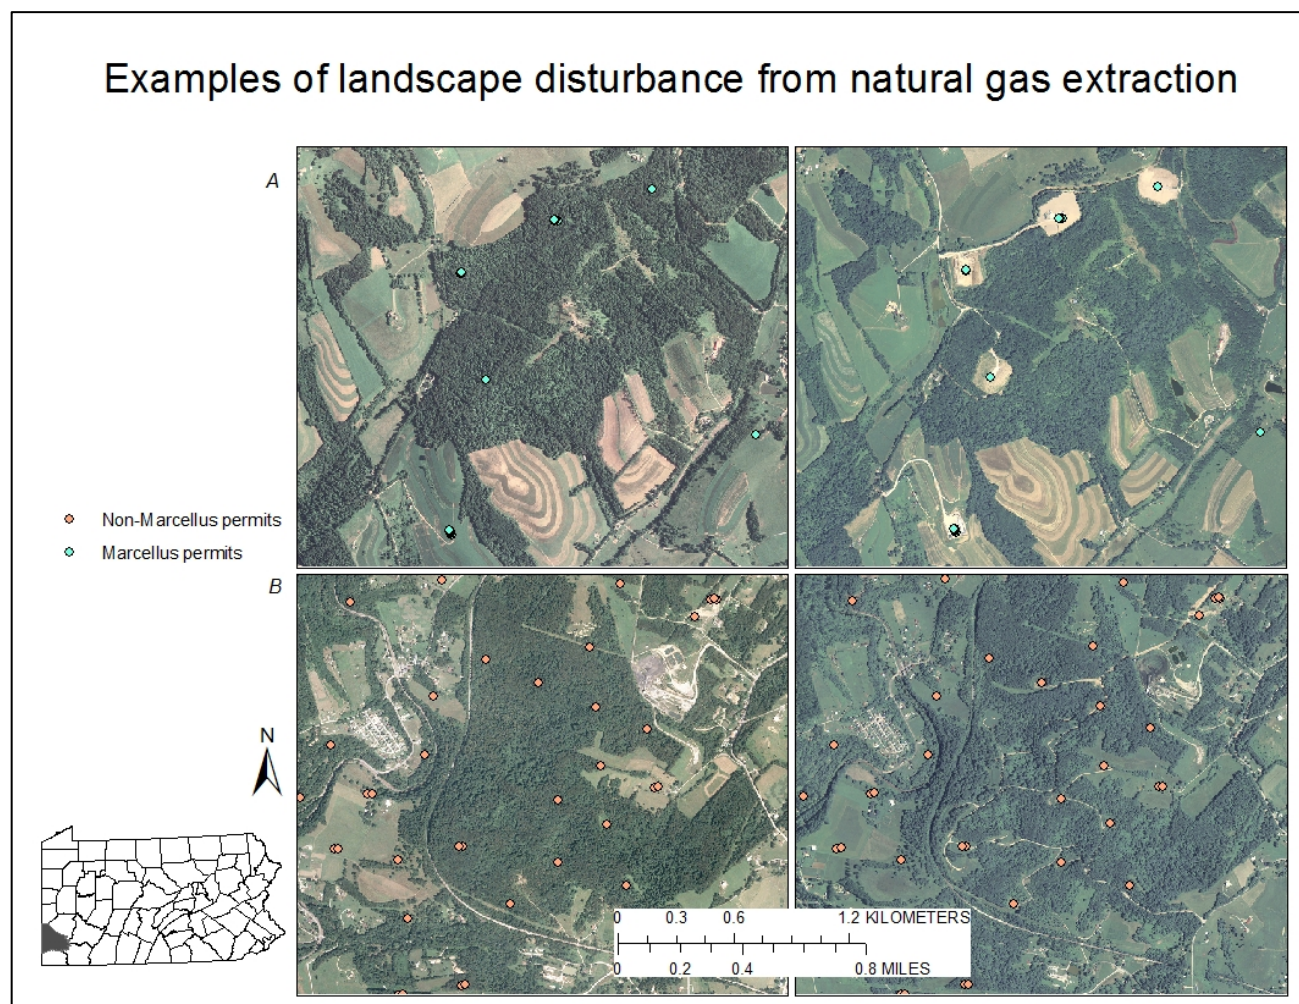 Examples of landscape disturbance from natural gas extraction
A
Non-Marcellus permits
Marcellus permits
B
N
0 0.3 0.6 1.2 KILOMETERS
0 0.2 0.4 0.8 MILES